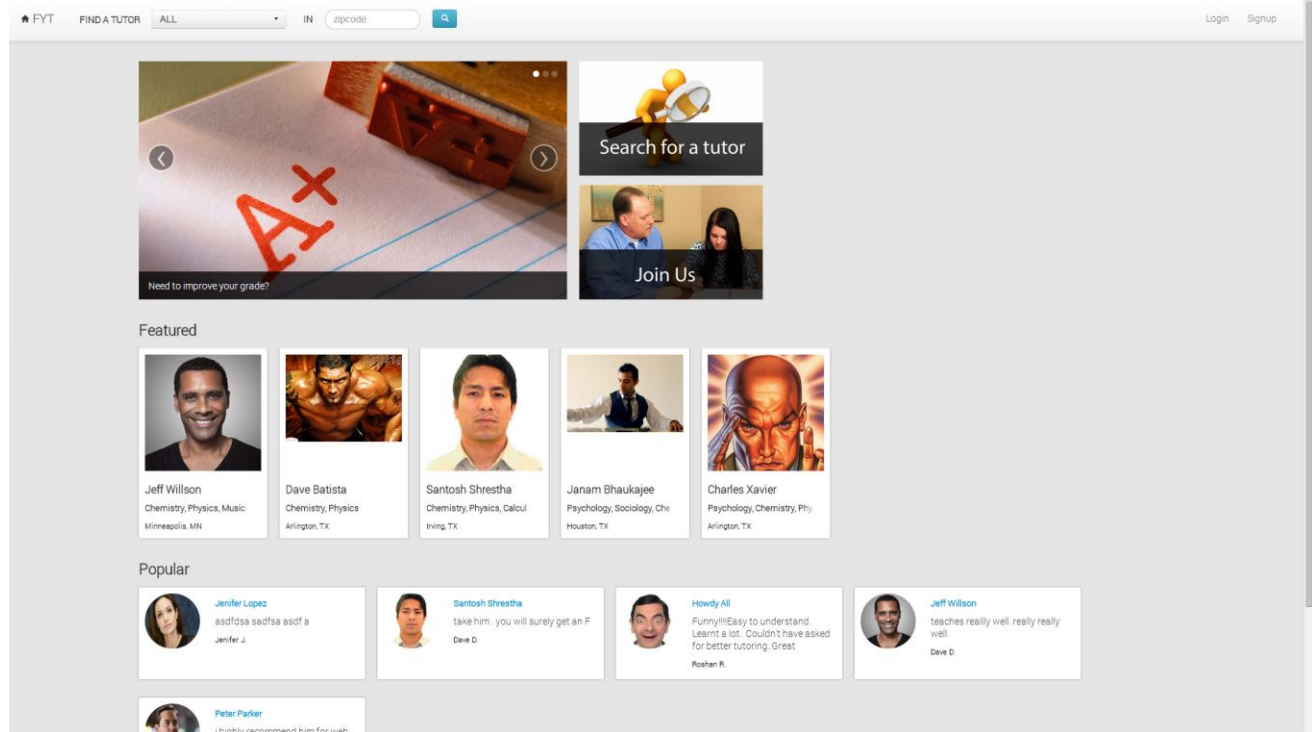 FYT FIND A TUTOR ALL IN zipcode Login Signup
Search for a tutor
A+
Join Us
Need to improve your grade?
Featured
Jeff Willson
Chemistry, Physics, Music
Minneapolis, MN
Dave Batista
Chemistry, Physics
Arlington, TX
Santosh Shrestha
Chemistry, Physics, Calcul
Irving, TX
Janam Bhaukajee
Psychology, Sociology, Che
Houston, TX
Charles Xavier
Psychology, Chemistry, Phy
Arlington, TX
Popular
Jenifer Lopez
asdfdsa sadfsa asdf a
Jenifer J.
Santosh Shrestha
take him.. you will surely get an F
Dave D.
Howdy All
Funny!!!!Easy to understand..
Learnt a lot.. Couldn't have asked
for better tutoring..Great
Roshan R.
Jeff Willson
teaches reallly well. really really
well.
Dave D.
Peter Parker
i highly recommend him for web